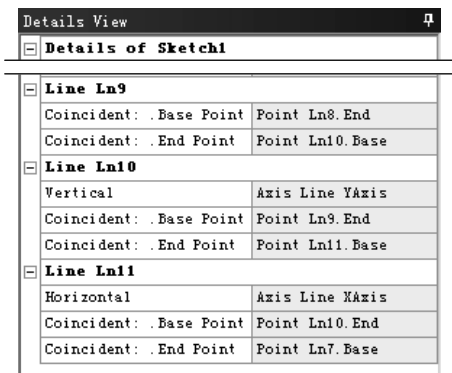 Details View
Details of Sketch1
Line Ln9
Coincident: .Base Point Point Ln8.End
Coincident: .End Point Point Ln10.Base
Line Ln10
Vertical Axis Line YAxis
Coincident: .Base Point Point Ln9.End
Coincident: .End Point Point Ln11.Base
Line Ln11
Horizontal Axis Line XAxis
Coincident: .Base Point Point Ln10.End
Coincident: .End Point Point Ln7.Base